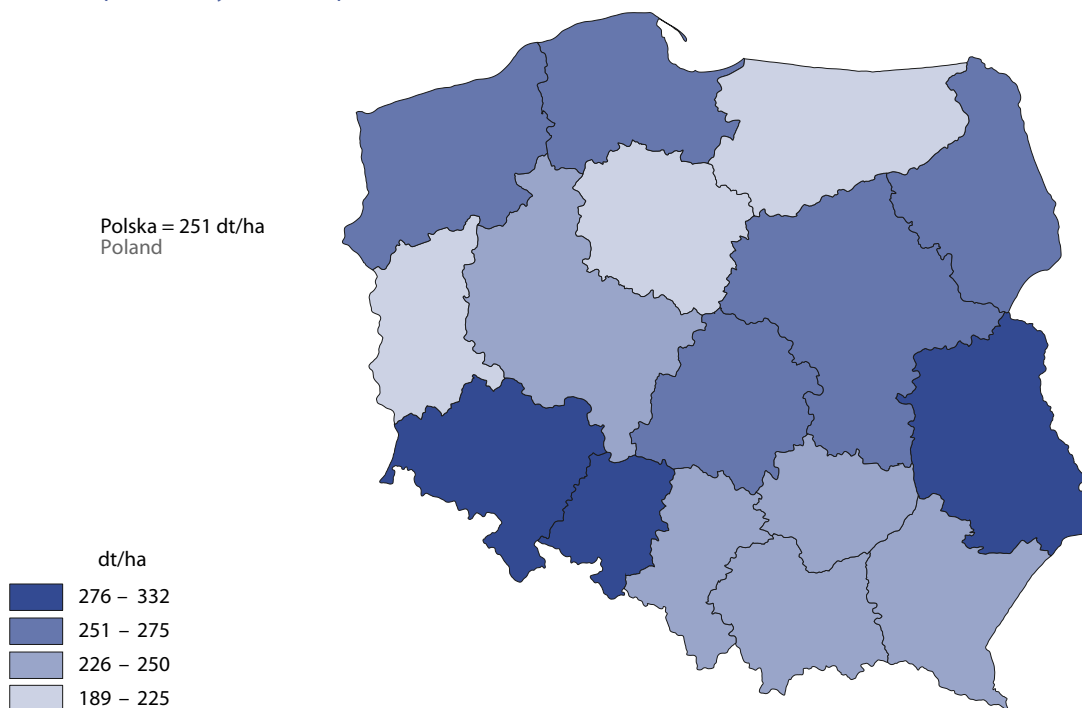 Polska = 251 dt/ha
Poland
dt/ha
276 – 332
251 – 275
226 – 250
189 – 225